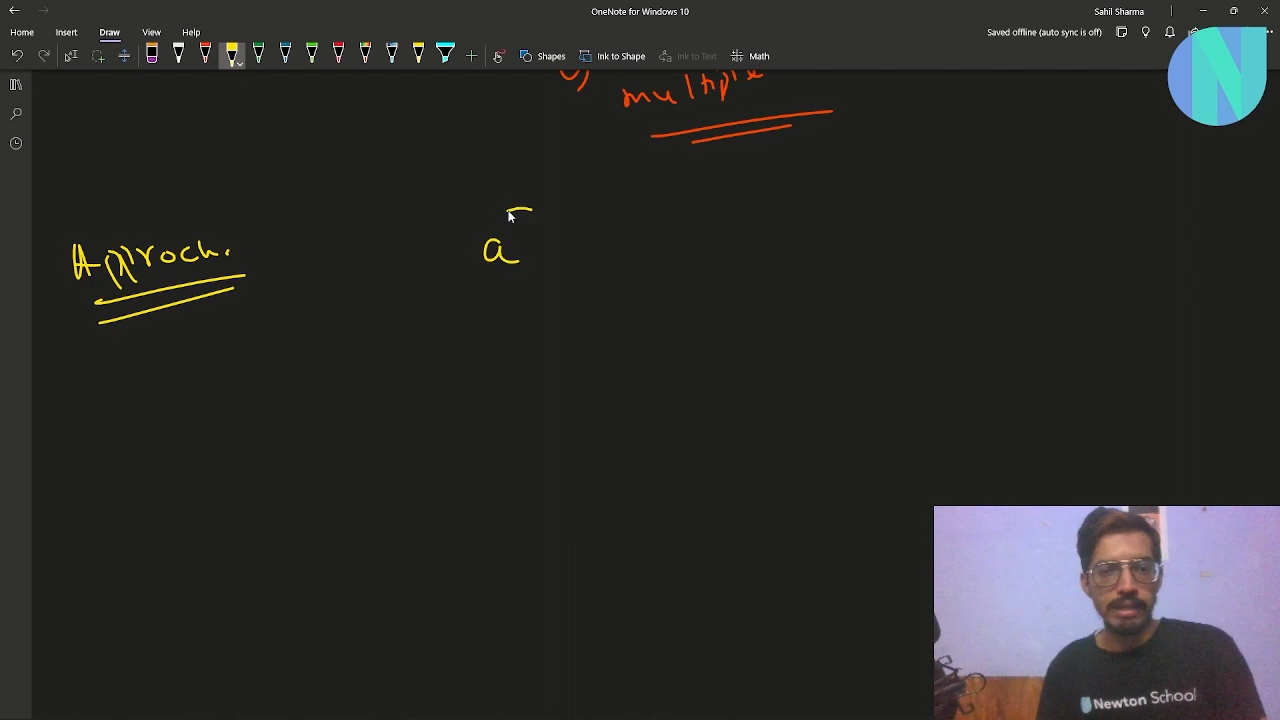 OneNote for Windows 10
Sahil Sharma
Home Insert Draw View Help
Saved offline (auto sync is off)
Shapes Ink to Shape Ink to Text Math
multiple
a
Approch.
Newton School